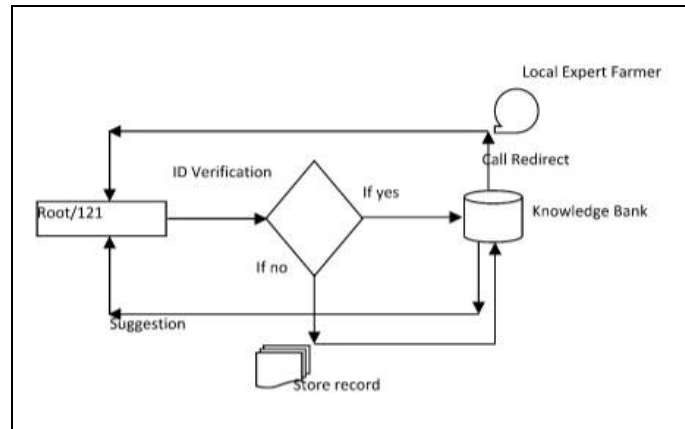 Local Expert Farmer
Call Redirect
ID Verification
If yes
Root/121
Knowledge Bank
If no
Suggestion
Store record